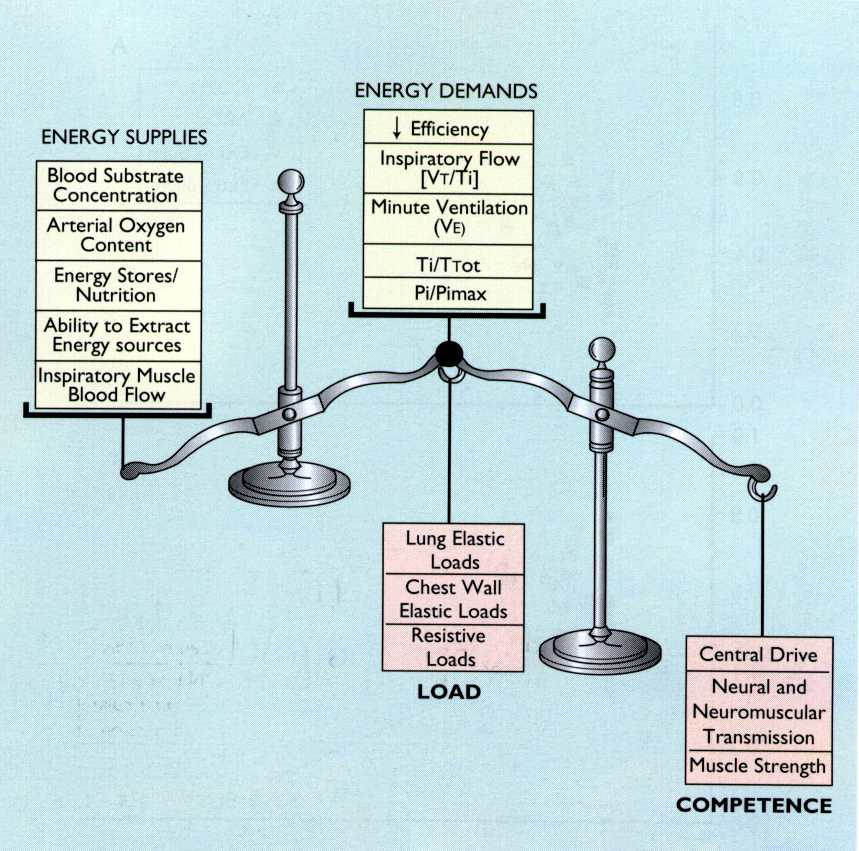 ENERGY DEMANDS
↓ Efficiency
Inspiratory Flow
[VT/Ti]
Minute Ventilation
(VE)
Ti/TTot
Pi/Pimax
ENERGY SUPPLIES
Blood Substrate
Concentration
Arterial Oxygen
Content
Energy Stores/
Nutrition
Ability to Extract
Energy sources
Inspiratory Muscle
Blood Flow
Lung Elastic
Loads
Chest Wall
Elastic Loads
Resistive
Loads
LOAD
Central Drive
Neural and
Neuromuscular
Transmission
Muscle Strength
COMPETENCE